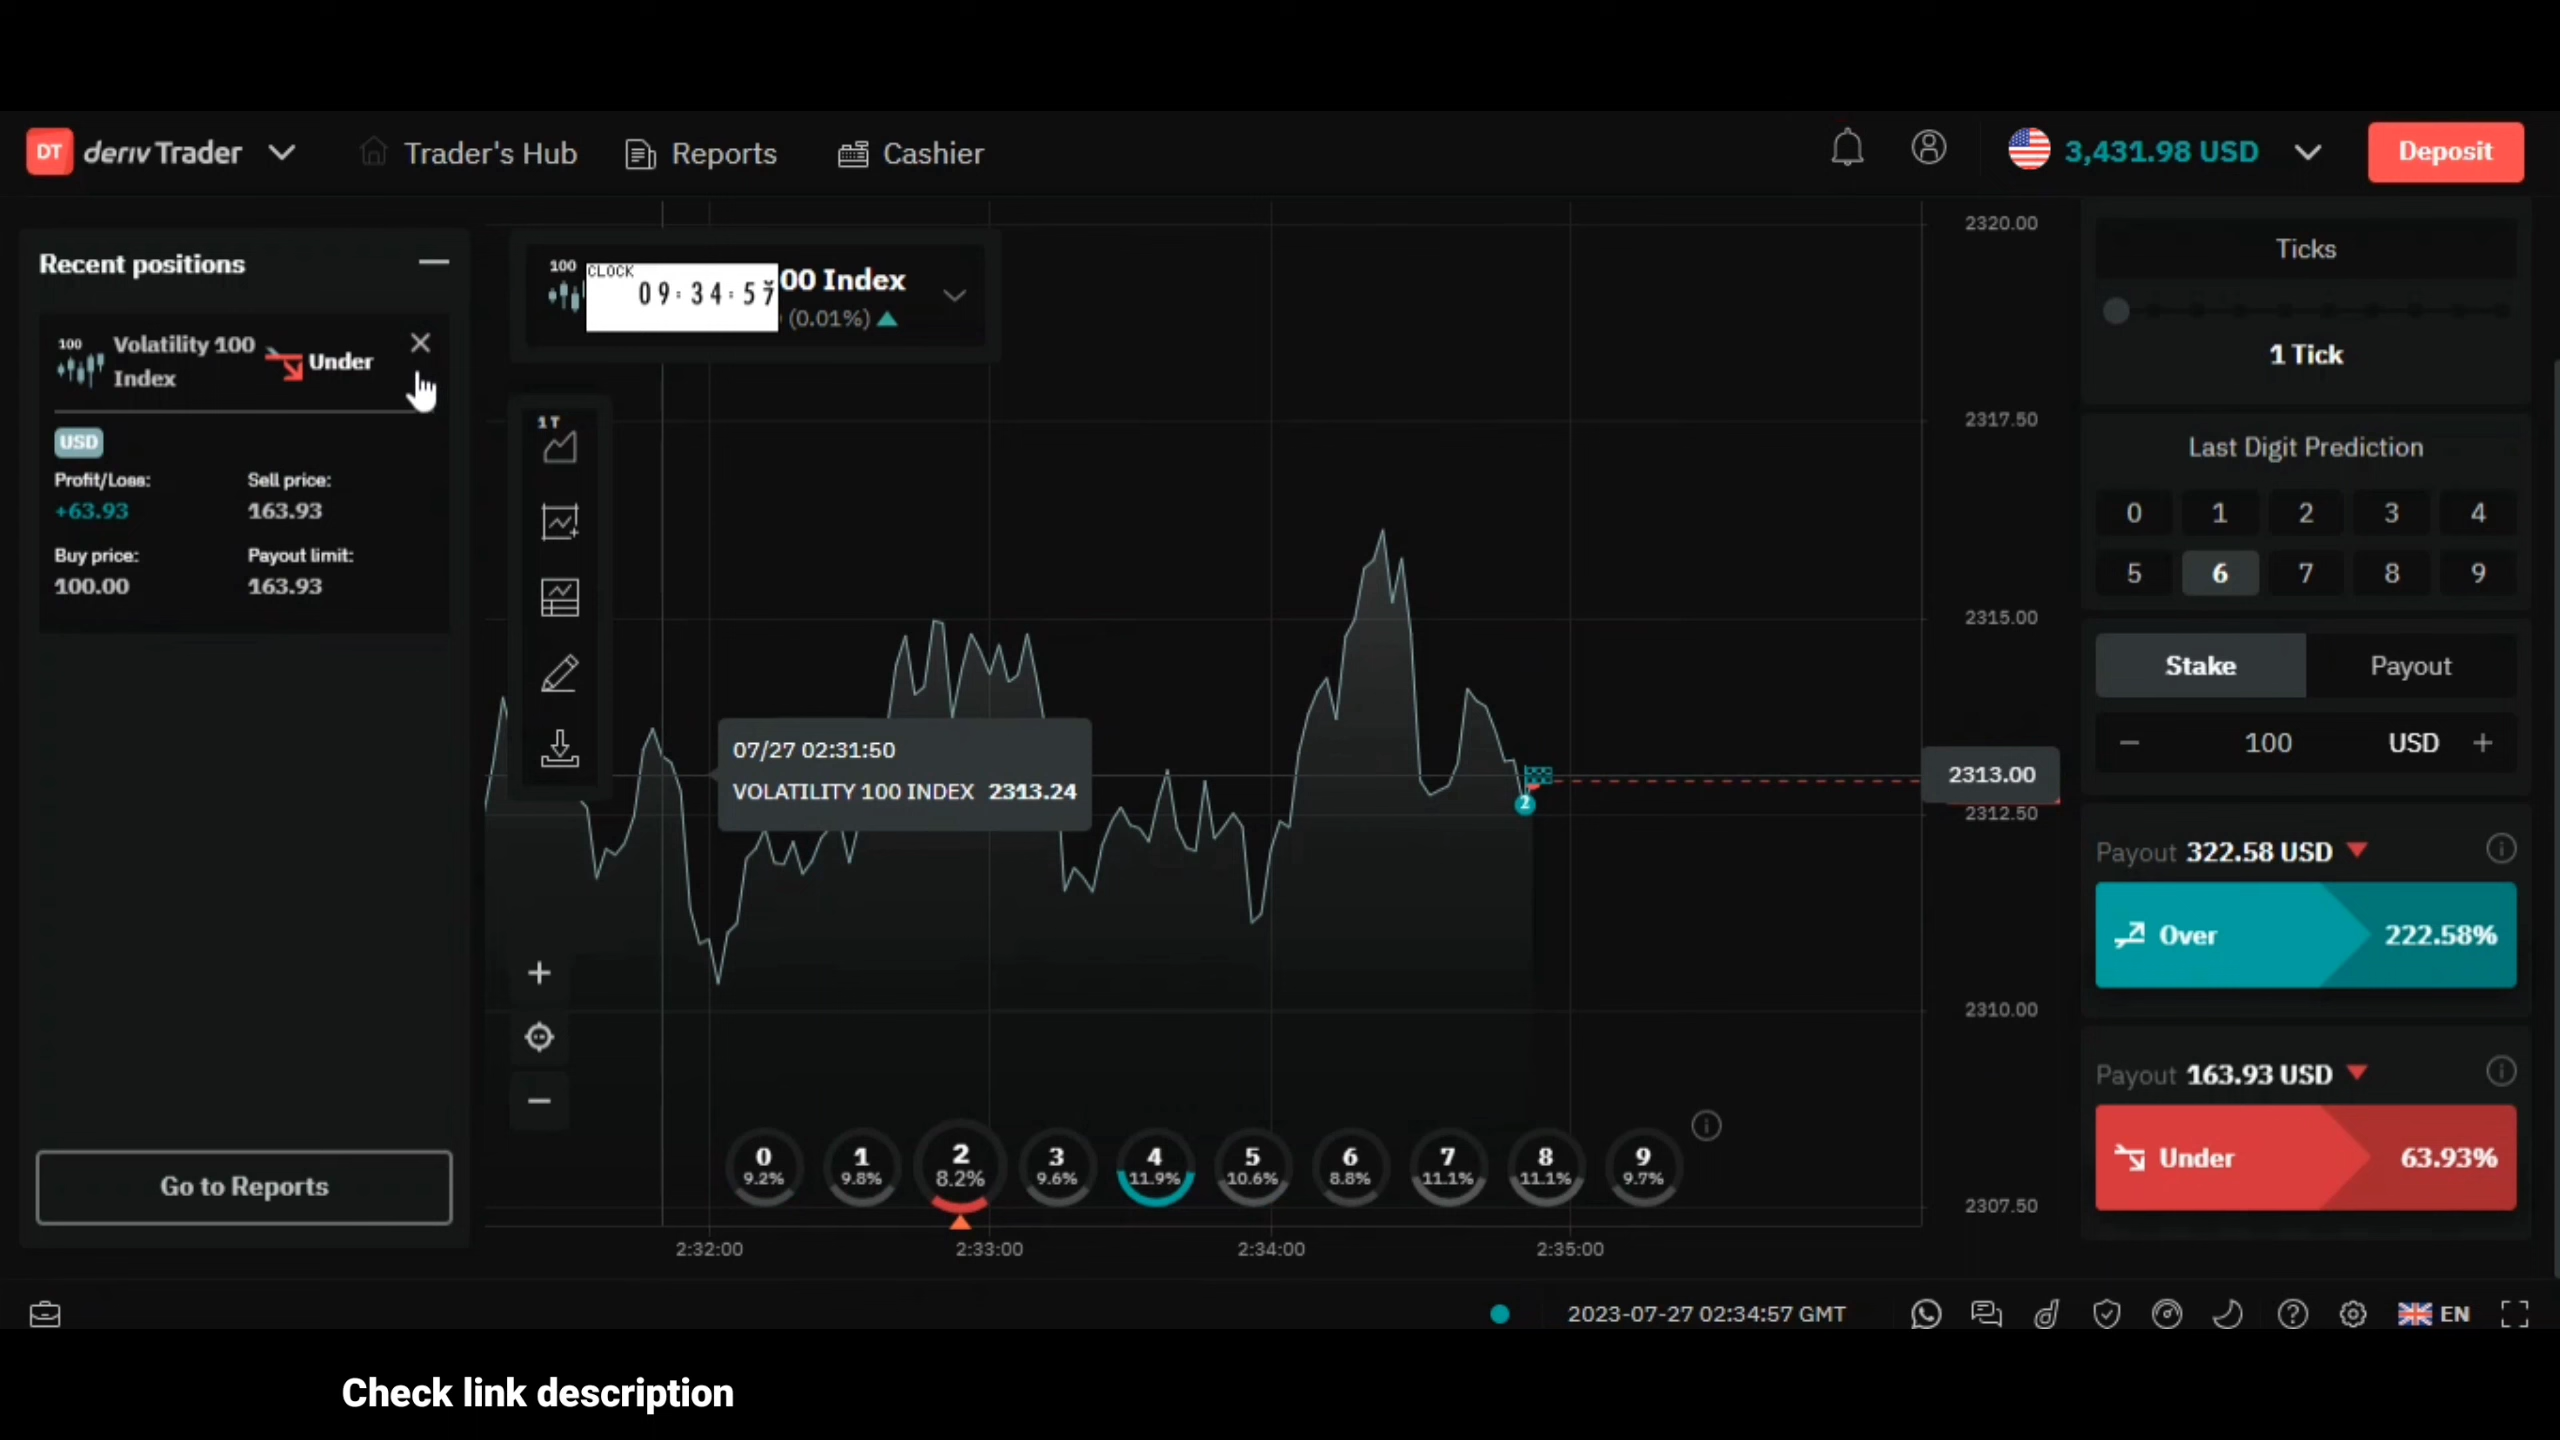 DT deriv Trader
Trader's Hub
Reports
Cashier
3,431.98 USD
Deposit
Recent positions
100
Volatility 100
Index
Under
USD
Profit/Loss:
+63.93
Sell price:
163.93
Buy price:
100.00
Payout limit:
163.93
Go to Reports
100
CLOCK
09:34:57
00 Index
(0.01%)
1T
07/27 02:31:50
VOLATILITY 100 INDEX 2313.24
2320.00
2317.50
2315.00
2313.00
2312.50
2310.00
2307.50
2
0
9.2%
1
9.8%
2
8.2%
3
9.6%
4
11.9%
5
10.6%
6
8.8%
7
11.1%
8
11.1%
9
9.7%
2:32:00
2:33:00
2:34:00
2:35:00
Ticks
1 Tick
Last Digit Prediction
0 1 2 3 4
5 6 7 8 9
Stake
Payout
− 100 USD +
Payout 322.58 USD
Over 222.58%
Payout 163.93 USD
Under 63.93%
2023-07-27 02:34:57 GMT
EN
Check link description